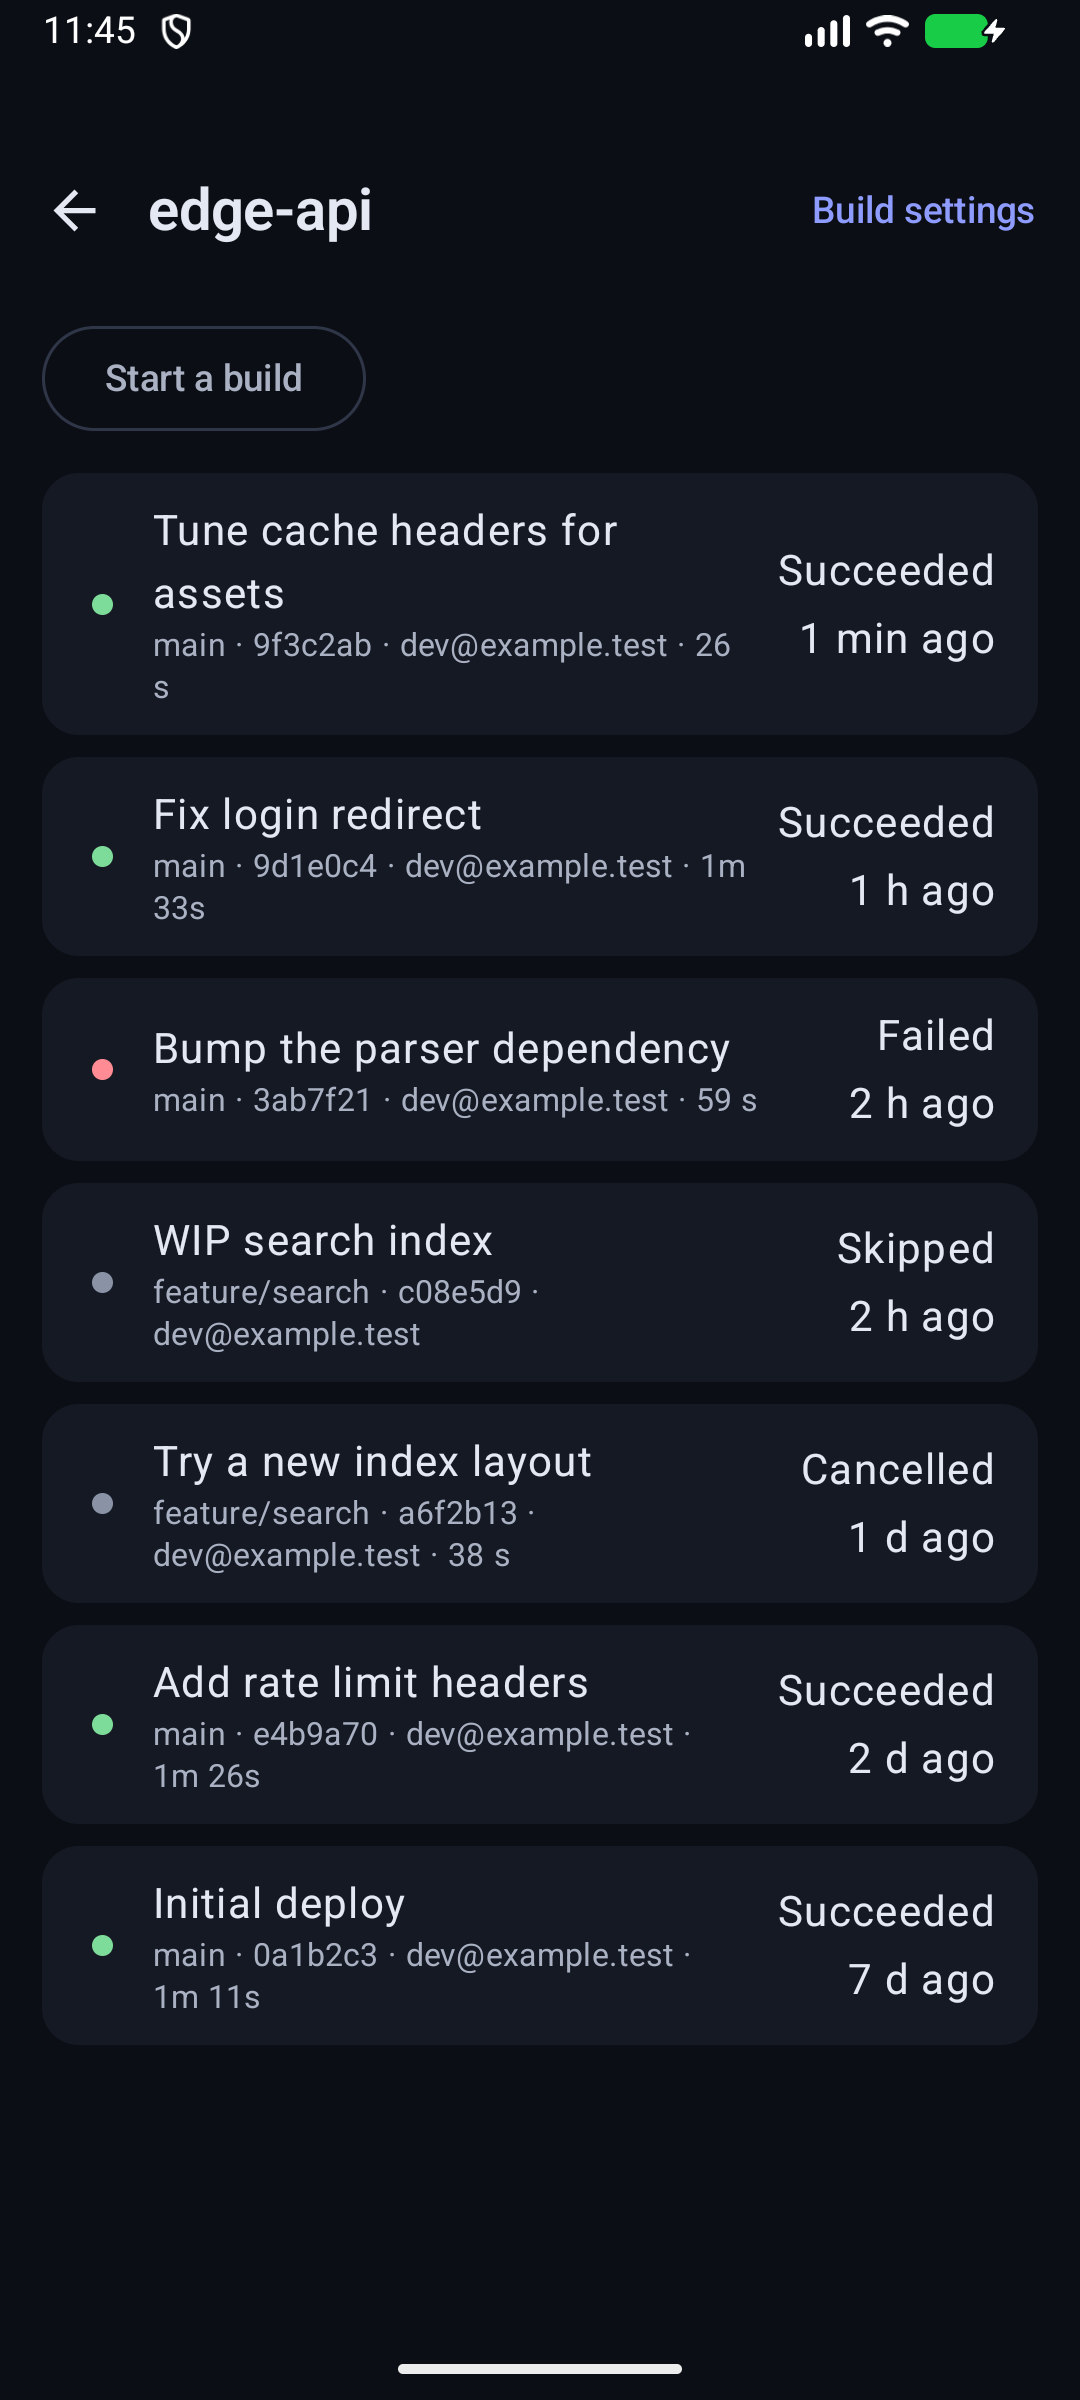 11:45
edge-api
Build settings
Start a build
Tune cache headers for
assets
main · 9f3c2ab · dev@example.test · 26
s
Succeeded
1 min ago
Fix login redirect
main · 9d1e0c4 · dev@example.test · 1m
33s
Succeeded
1 h ago
Bump the parser dependency
main · 3ab7f21 · dev@example.test · 59 s
Failed
2 h ago
WIP search index
feature/search · c08e5d9 ·
dev@example.test
Skipped
2 h ago
Try a new index layout
feature/search · a6f2b13 ·
dev@example.test · 38 s
Cancelled
1 d ago
Add rate limit headers
main · e4b9a70 · dev@example.test ·
1m 26s
Succeeded
2 d ago
Initial deploy
main · 0a1b2c3 · dev@example.test ·
1m 11s
Succeeded
7 d ago